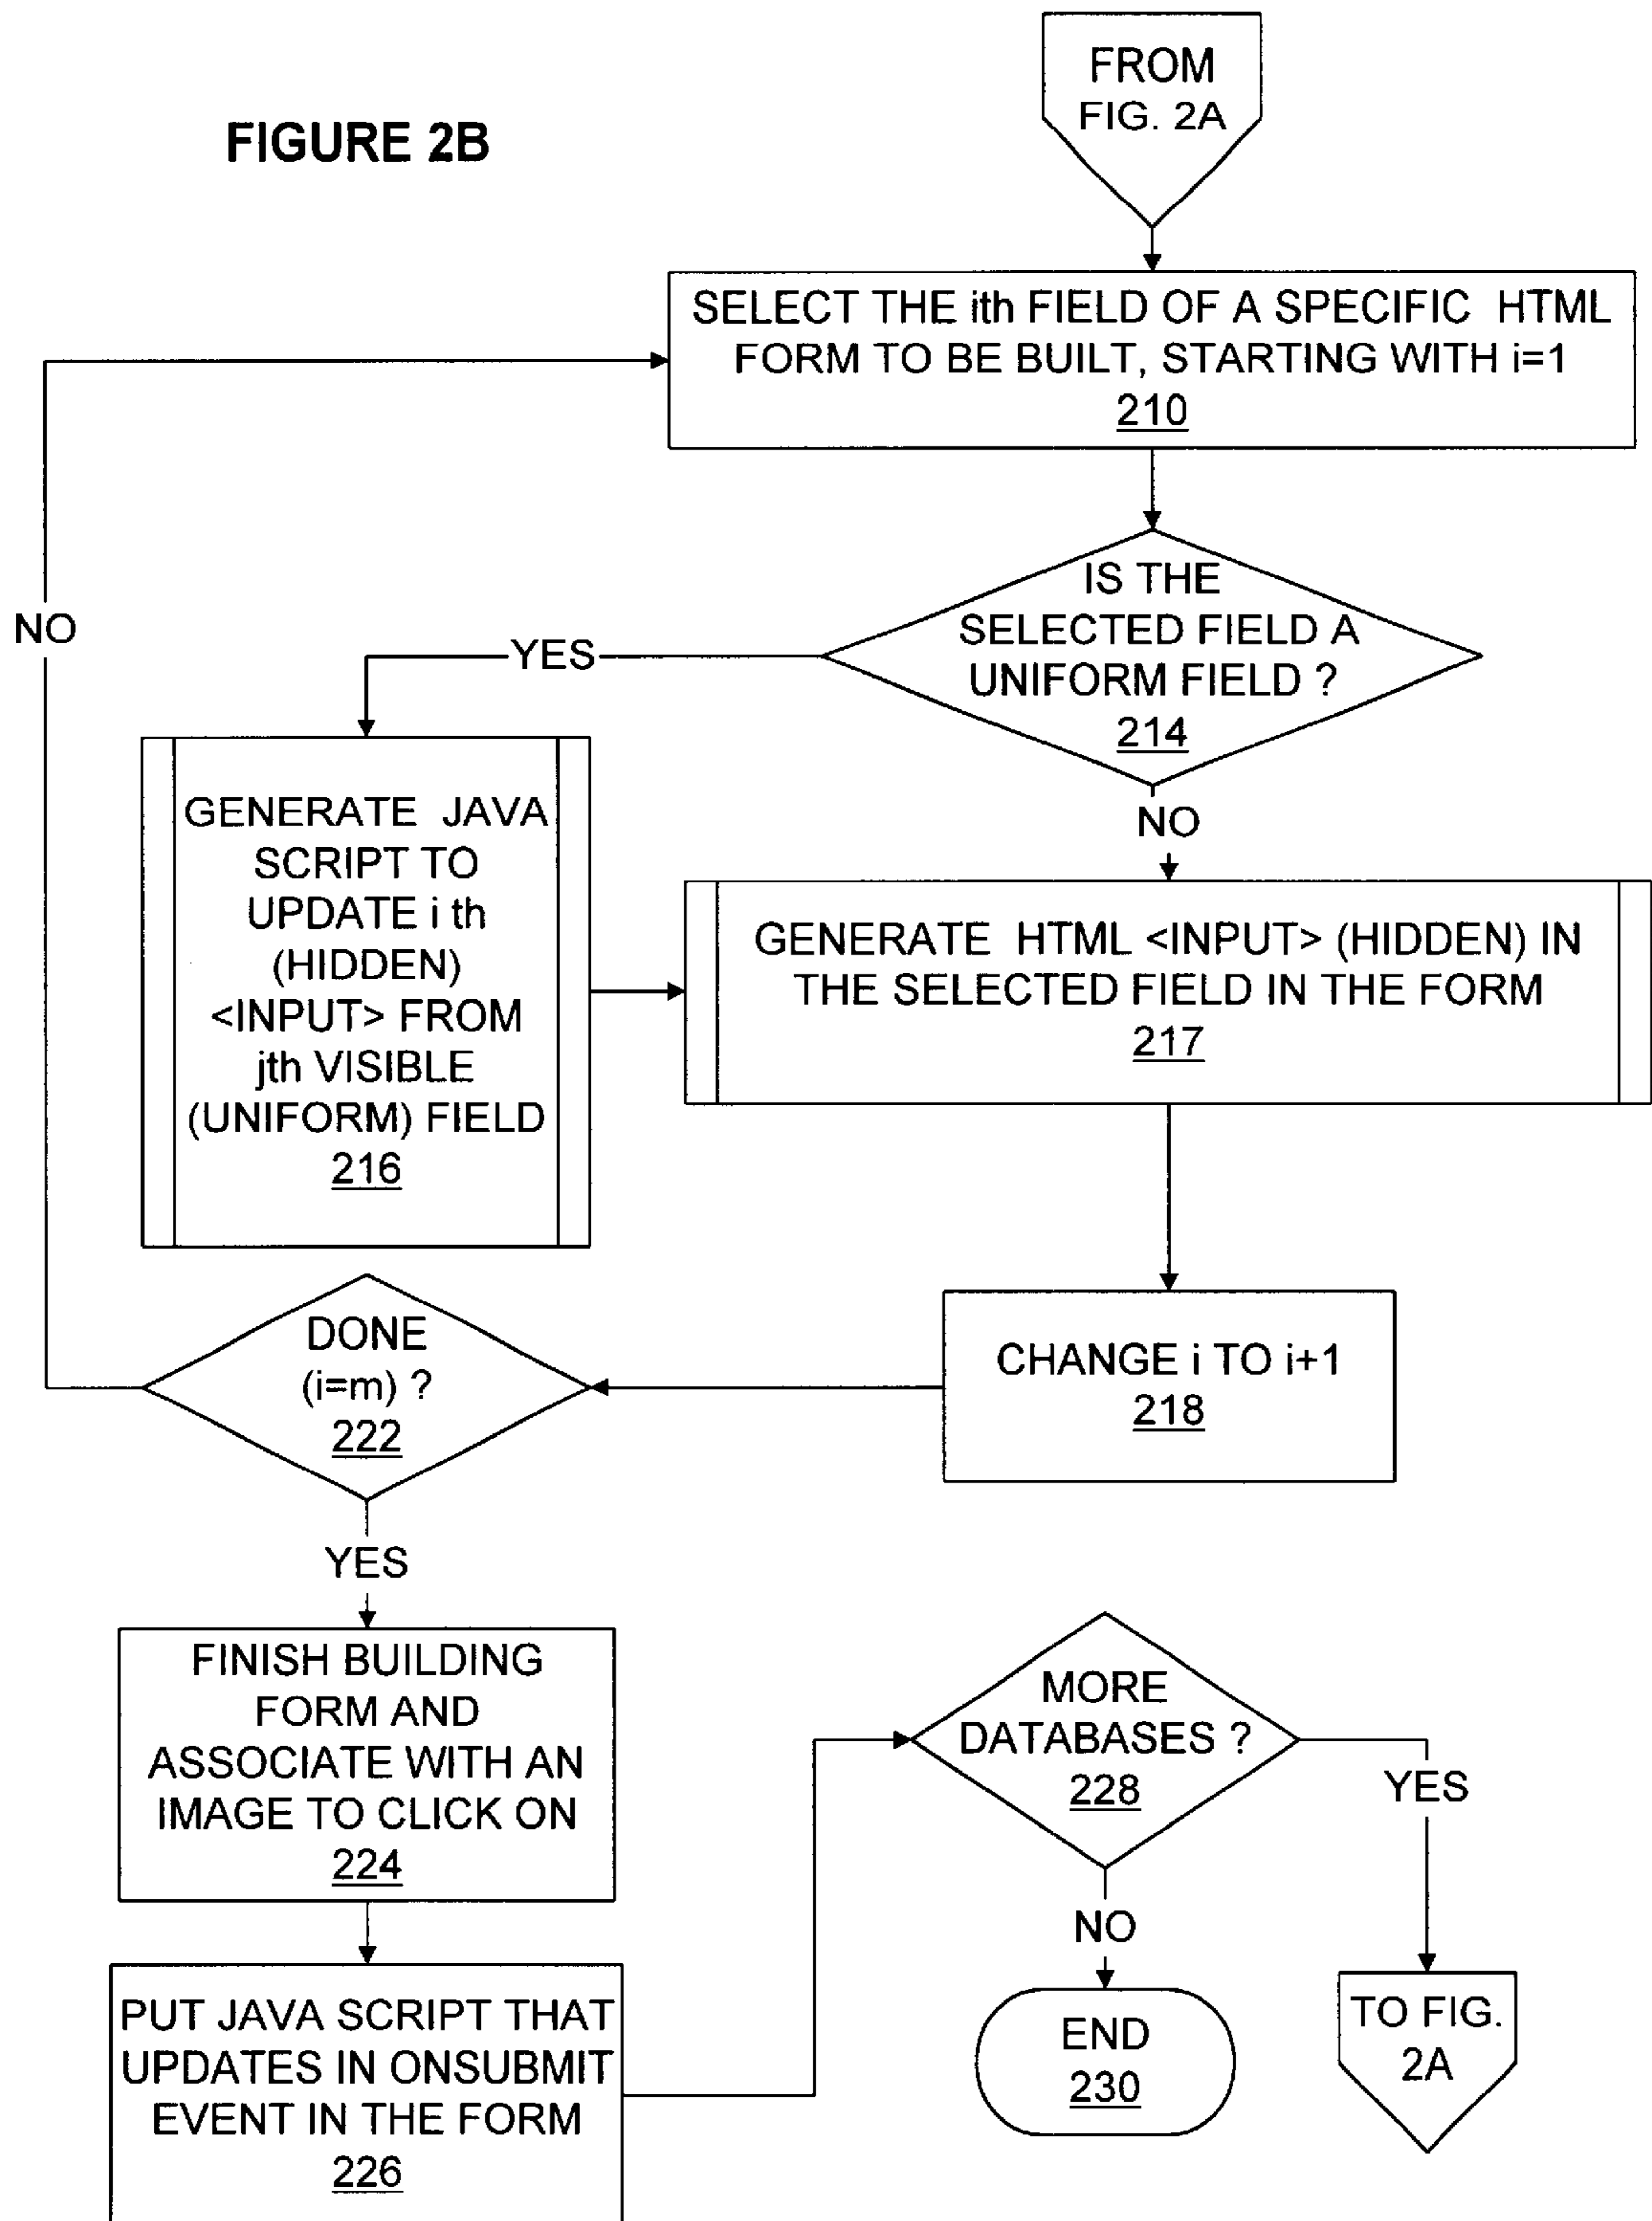 FROM
FIG. 2A
FIGURE 2B
SELECT THE ith FIELD OF A SPECIFIC HTML
FORM TO BE BUILT, STARTING WITH i=1
210
IS THE
SELECTED FIELD A
UNIFORM FIELD ?
214
NO
YES
NO
GENERATE JAVA
SCRIPT TO
UPDATE i th
(HIDDEN)
<INPUT> FROM
jth VISIBLE
(UNIFORM) FIELD
216
GENERATE HTML <INPUT> (HIDDEN) IN
THE SELECTED FIELD IN THE FORM
217
CHANGE i TO i+1
218
DONE
(i=m) ?
222
YES
FINISH BUILDING
FORM AND
ASSOCIATE WITH AN
IMAGE TO CLICK ON
224
PUT JAVA SCRIPT THAT
UPDATES IN ONSUBMIT
EVENT IN THE FORM
226
MORE
DATABASES ?
228
YES
NO
END
230
TO FIG.
2A